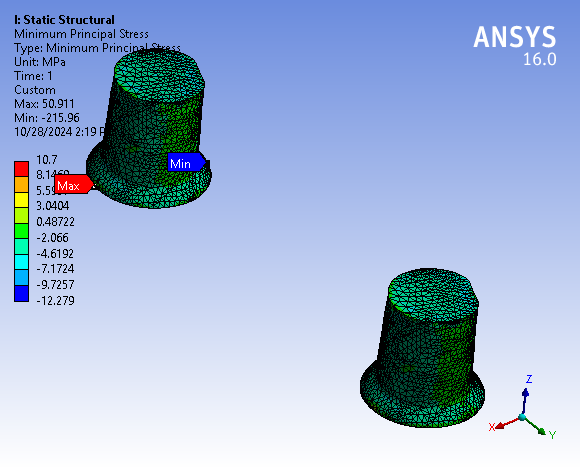 I: Static Structural
Minimum Principal Stress
Type: Minimum Principal Stress
Unit: MPa
Time: 1
Custom
Max: 50.911
Min: -215.96
10/28/2024 2:19 P
ANSYS
16.0
10.7
Min
Max
3.0404
0.48722
-2.066
-4.6192
-7.1724
-9.7257
-12.279
Z
X
Y